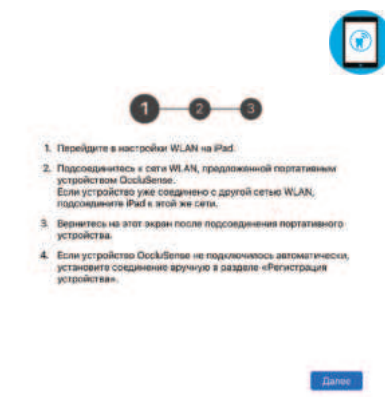 1 2 3
1. Перейдите в настройки WLAN на iPad.
2. Подсоединитесь к сети WLAN, предложенной портативным
устройством OccluSense.
Если устройство уже соединено с другой сетью WLAN,
подсоедините iPad к этой же сети.
3. Вернитесь на этот экран после подсоединения портативного
устройства.
4. Если устройство OccluSense не подключилось автоматически,
установите соединение вручную в разделе «Регистрация
устройства».
Далее